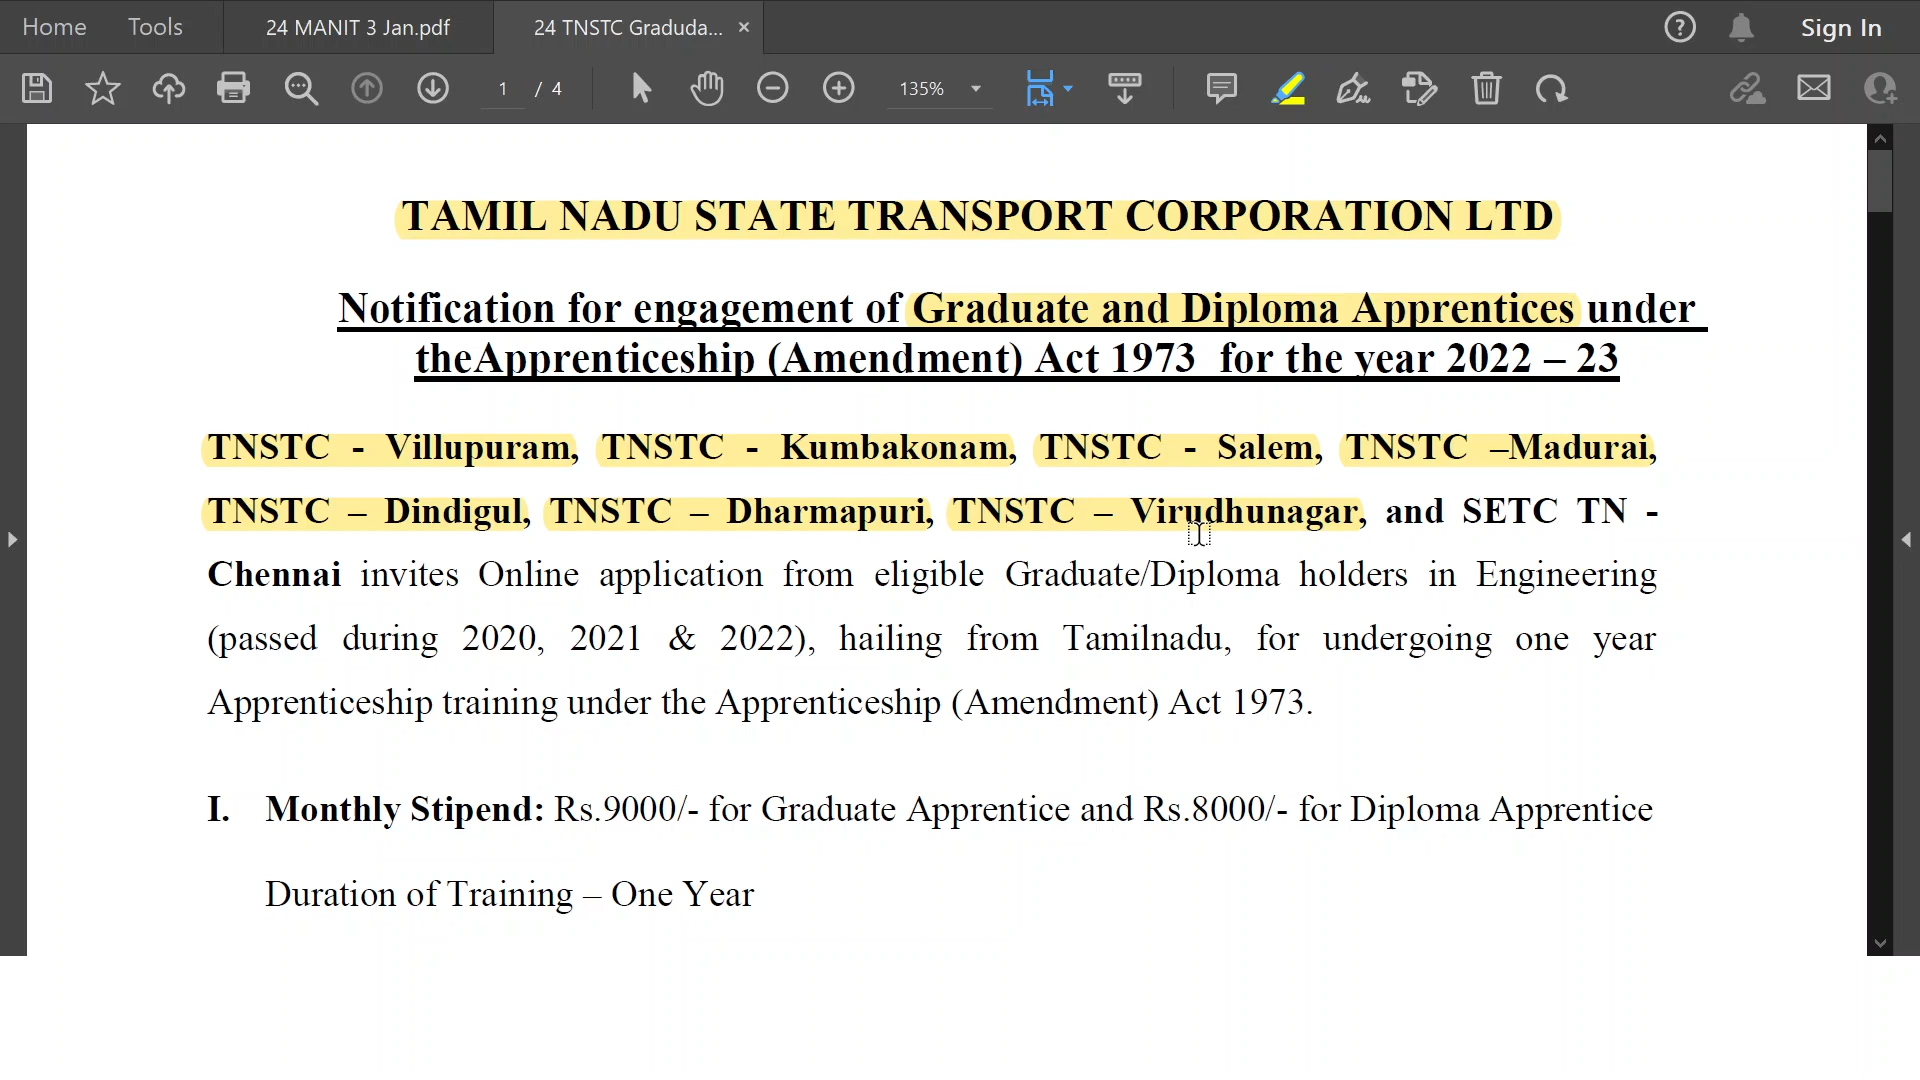 Home Tools 24 MANIT 3 Jan.pdf 24 TNSTC Graduda... × ? Sign In
1 / 4 135%
TAMIL NADU STATE TRANSPORT CORPORATION LTD
Notification for engagement of Graduate and Diploma Apprentices under
theApprenticeship (Amendment) Act 1973 for the year 2022 – 23
TNSTC - Villupuram, TNSTC - Kumbakonam, TNSTC - Salem, TNSTC –Madurai,
TNSTC – Dindigul, TNSTC – Dharmapuri, TNSTC – Virudhunagar, and SETC TN -
Chennai invites Online application from eligible Graduate/Diploma holders in Engineering
(passed during 2020, 2021 & 2022), hailing from Tamilnadu, for undergoing one year
Apprenticeship training under the Apprenticeship (Amendment) Act 1973.
I. Monthly Stipend: Rs.9000/- for Graduate Apprentice and Rs.8000/- for Diploma Apprentice
Duration of Training – One Year